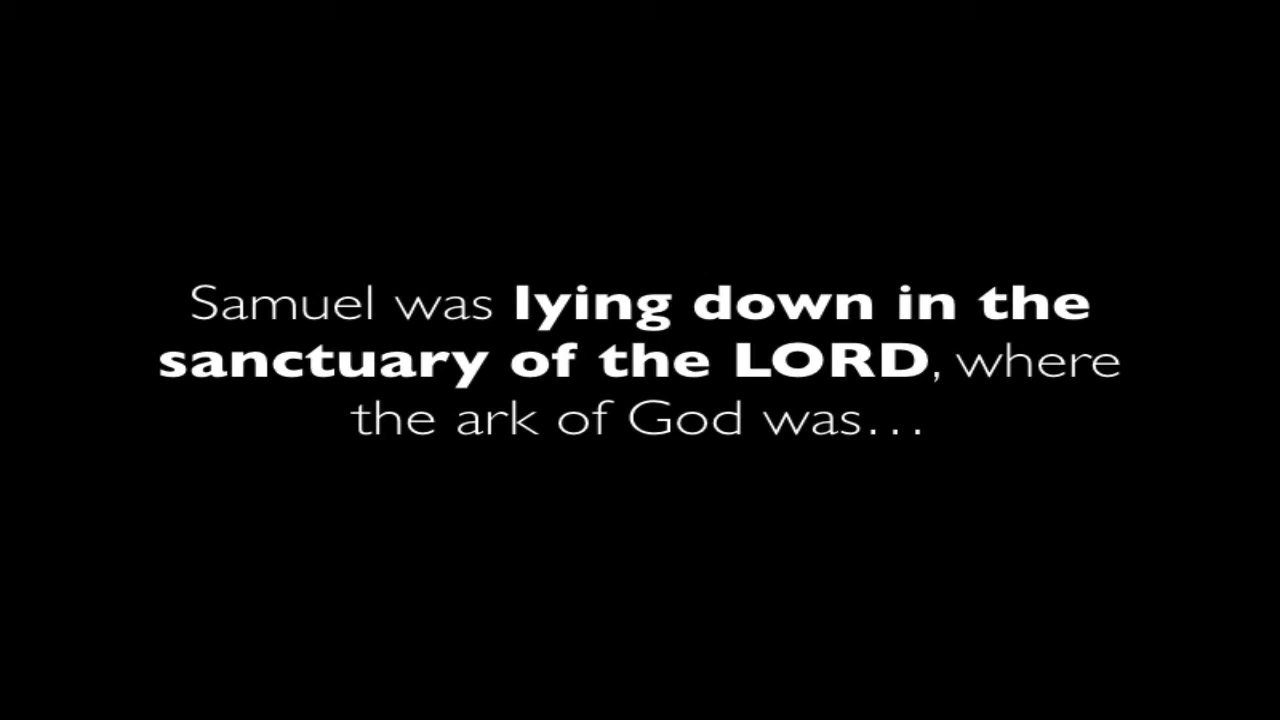 Samuel was lying down in the
sanctuary of the LORD, where
the ark of God was…